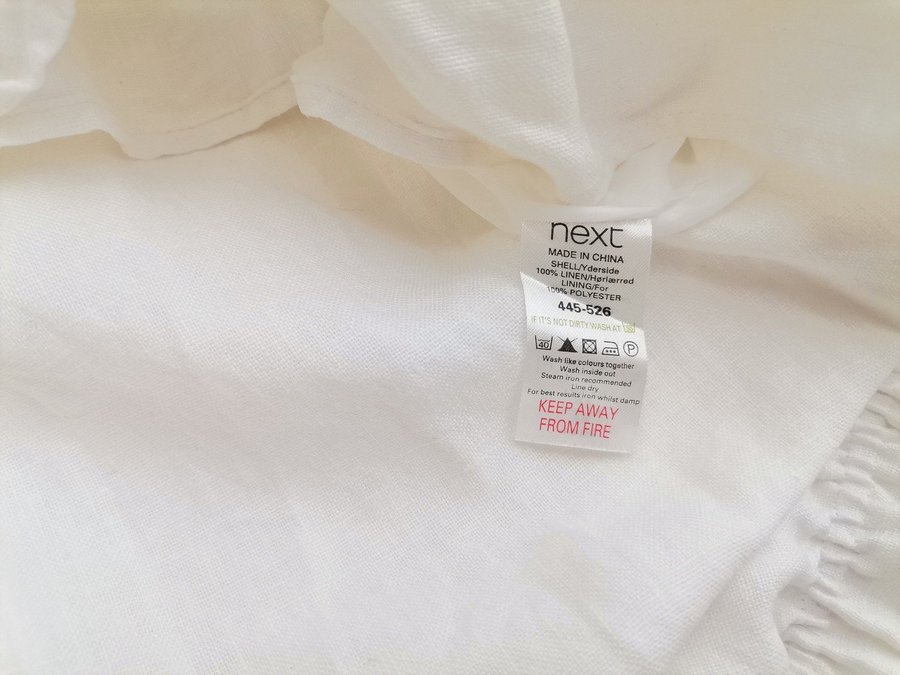 next
MADE IN CHINA
SHELL/Yderside
100% LINEN/Hørlærred
LINING/For
100% POLYESTER
445-526
IF IT'S NOT DIRTY WASH AT
40 P
Wash like colours together
Wash inside out
Steam iron recommended
Line dry
For best results iron whilst damp
KEEP AWAY
FROM FIRE